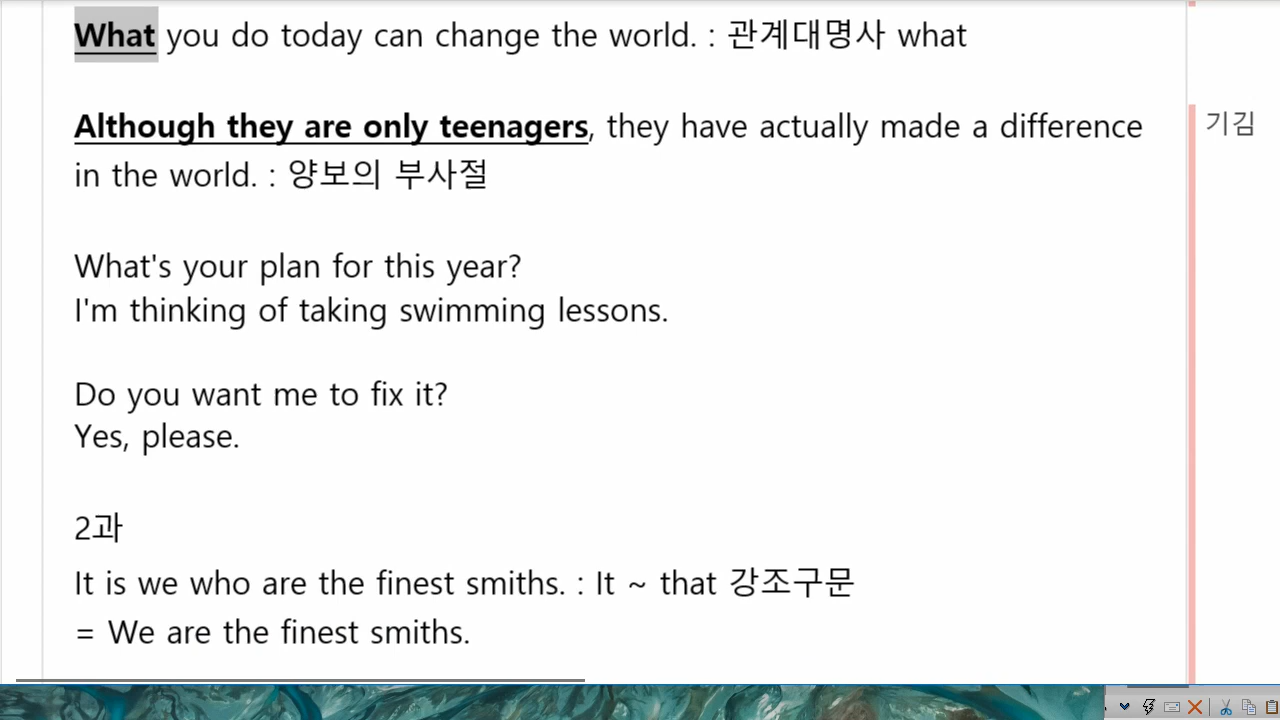 What you do today can change the world. : 관계대명사 what
Although they are only teenagers, they have actually made a difference
in the world. : 양보의 부사절
기김
What's your plan for this year?
I'm thinking of taking swimming lessons.
Do you want me to fix it?
Yes, please.
2과
It is we who are the finest smiths. : It ~ that 강조구문
= We are the finest smiths.